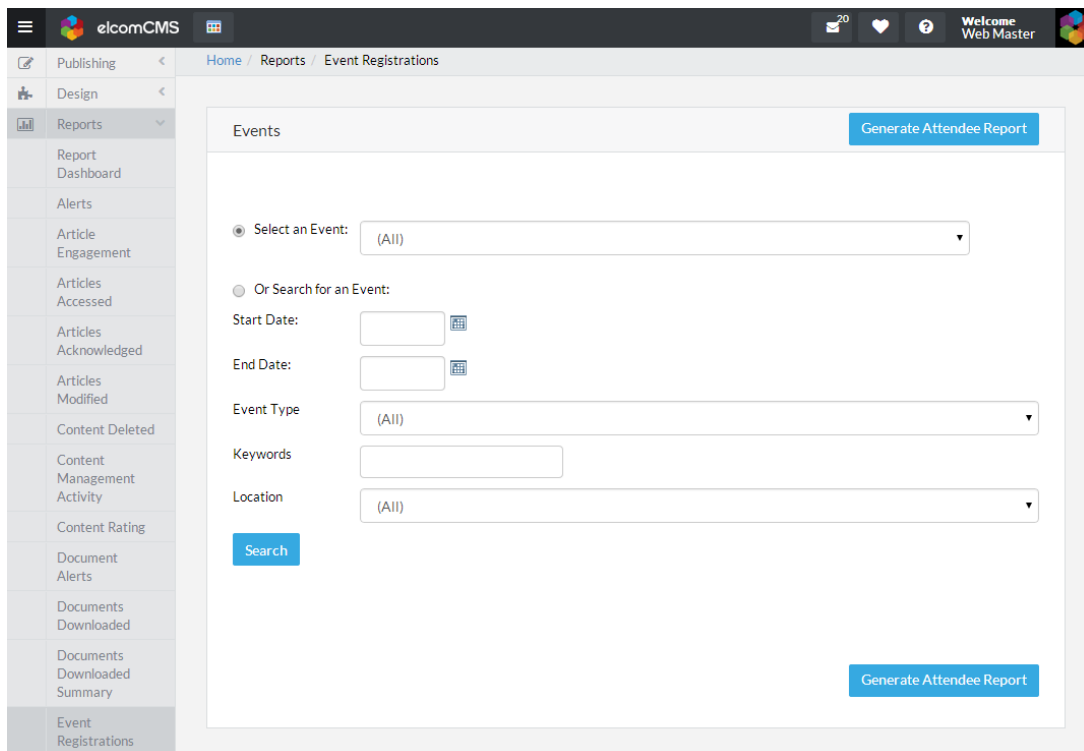 elcomCMS
20
Welcome
Web Master
Publishing
Design
Reports
Report
Dashboard
Alerts
Article
Engagement
Articles
Accessed
Articles
Acknowledged
Articles
Modified
Content Deleted
Content
Management
Activity
Content Rating
Document
Alerts
Documents
Downloaded
Documents
Downloaded
Summary
Event
Registrations
Home / Reports / Event Registrations
Events
Generate Attendee Report
Select an Event:
(All)
Or Search for an Event:
Start Date:
End Date:
Event Type
(All)
Keywords
Location
(All)
Search
Generate Attendee Report